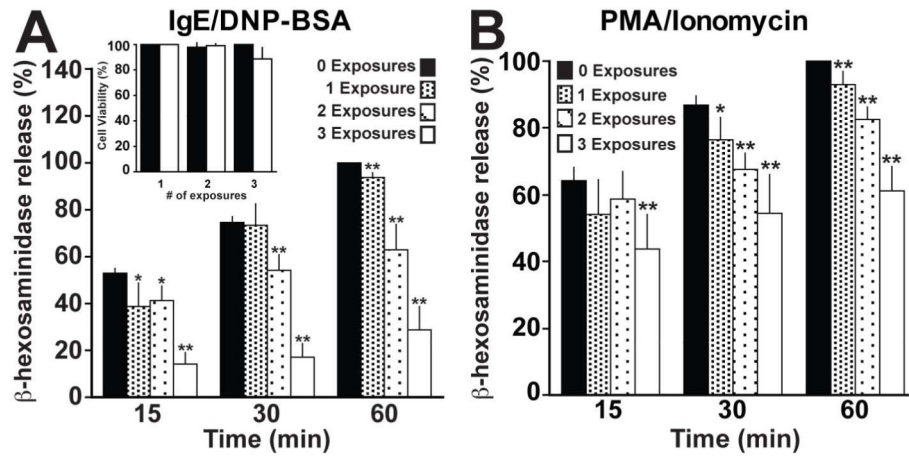 A
IgE/DNP-BSA
β-hexosaminidase release (%)
140
120
100
80
60
40
20
0
Cell Viability (%)
100
80
60
40
20
0
1 2 3
# of exposures
0 Exposures
1 Exposure
2 Exposures
3 Exposures
* * **
**
**
** ** **
15 30 60
Time (min)
B
PMA/Ionomycin
β-hexosaminidase release (%)
100
80
60
40
20
0
0 Exposures
1 Exposure
2 Exposures
3 Exposures
**
* ** **
** ** **
15 30 60
Time (min)